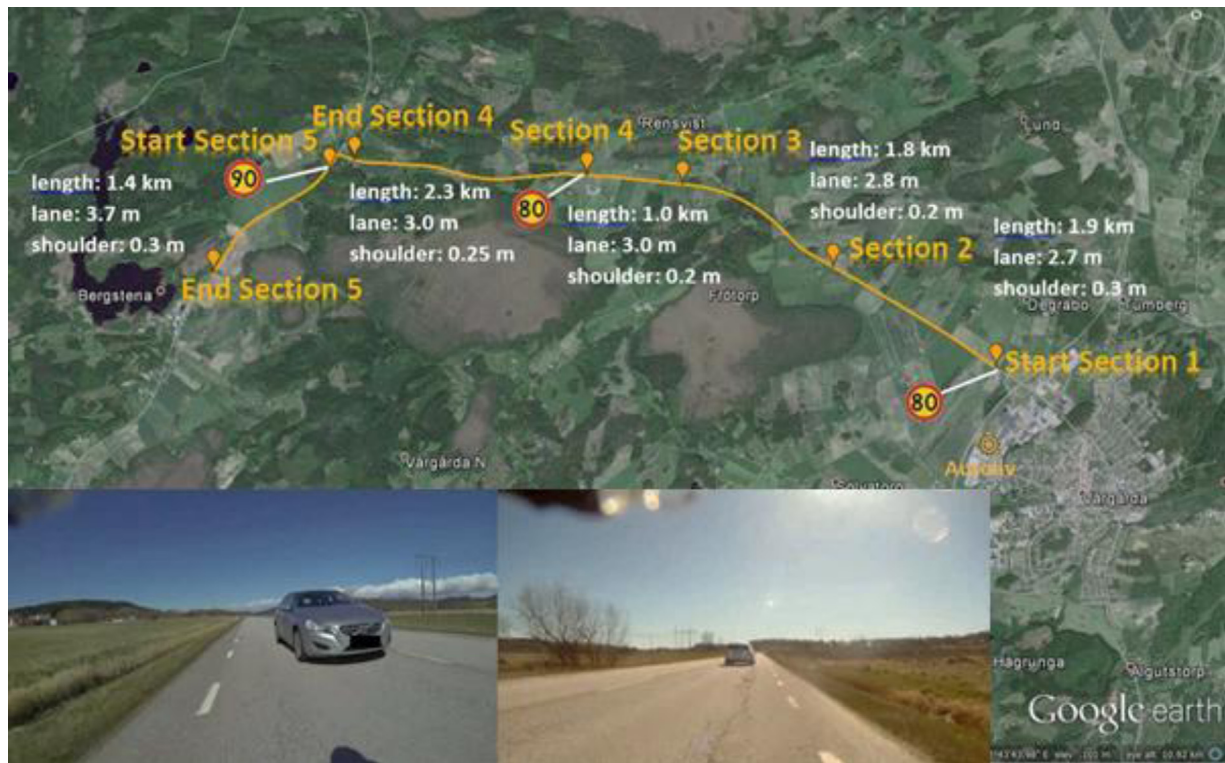 End Section 4
Start Section 5
Section 4
Rensvist
Section 3
Lund
90
length: 1.4 km
lane: 3.7 m
shoulder: 0.3 m
length: 2.3 km
lane: 3.0 m
shoulder: 0.25 m
80
length: 1.0 km
lane: 3.0 m
shoulder: 0.2 m
length: 1.8 km
lane: 2.8 m
shoulder: 0.2 m
Section 2
length: 1.9 km
lane: 2.7 m
shoulder: 0.3 m
Bergstena
End Section 5
Frötorp
Degrabo
Tumberg
Start Section 1
80
Vårgårda N
Autoliv
Vårgårda
Hägrunga
Algutstorp
Google earth